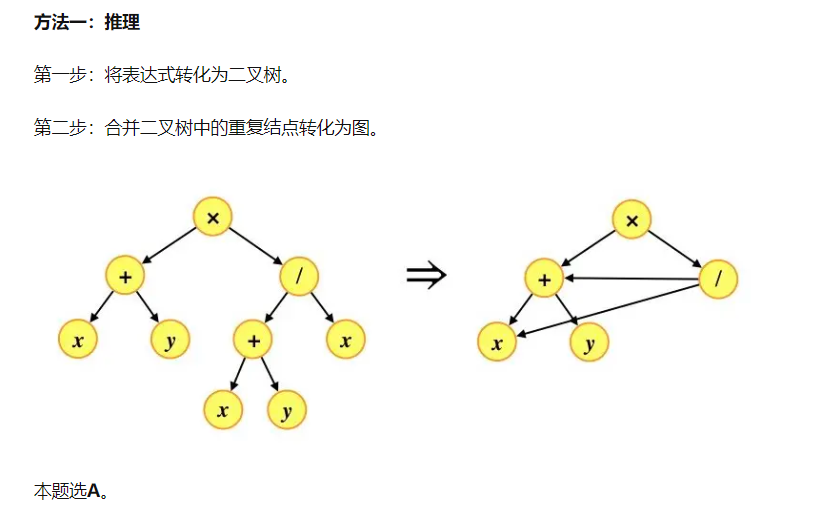 方法一：推理
第一步：将表达式转化为二叉树。
第二步：合并二叉树中的重复结点转化为图。
× ⇒ ×
+ / + /
x y + x x y
x y
本题选A。